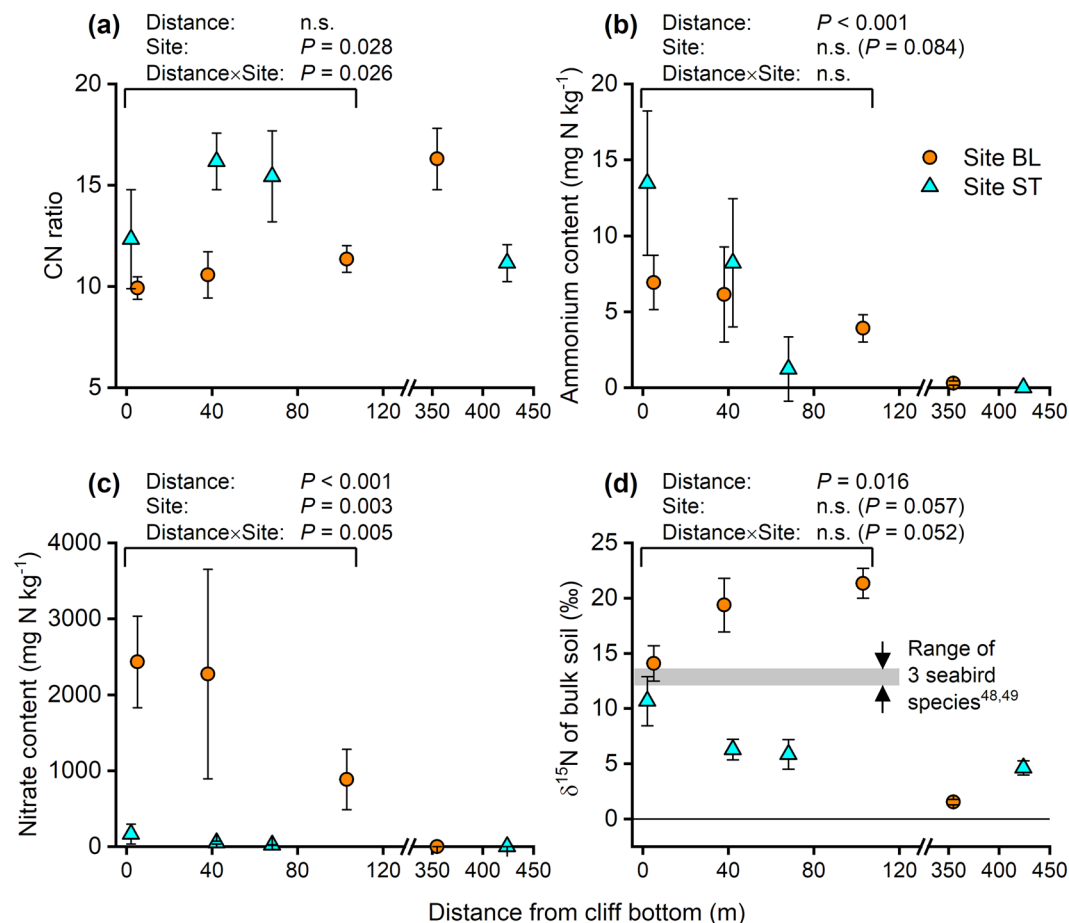 (a)
Distance: n.s.
Site: P = 0.028
Distance×Site: P = 0.026
20
15
10
5
CN ratio
0 40 80 120 350 400 450
(b)
Distance: P < 0.001
Site: n.s. (P = 0.084)
Distance×Site: n.s.
20
15
10
5
0
Ammonium content (mg N kg⁻¹)
Site BL
Site ST
0 40 80 120 350 400 450
(c)
Distance: P < 0.001
Site: P = 0.003
Distance×Site: P = 0.005
4000
3000
2000
1000
0
Nitrate content (mg N kg⁻¹)
0 40 80 120 350 400 450
(d)
Distance: P = 0.016
Site: n.s. (P = 0.057)
Distance×Site: n.s. (P = 0.052)
25
20
15
10
5
0
δ¹⁵N of bulk soil (‰)
Range of
3 seabird
species⁴⁸,⁴⁹
0 40 80 120 350 400 450
Distance from cliff bottom (m)